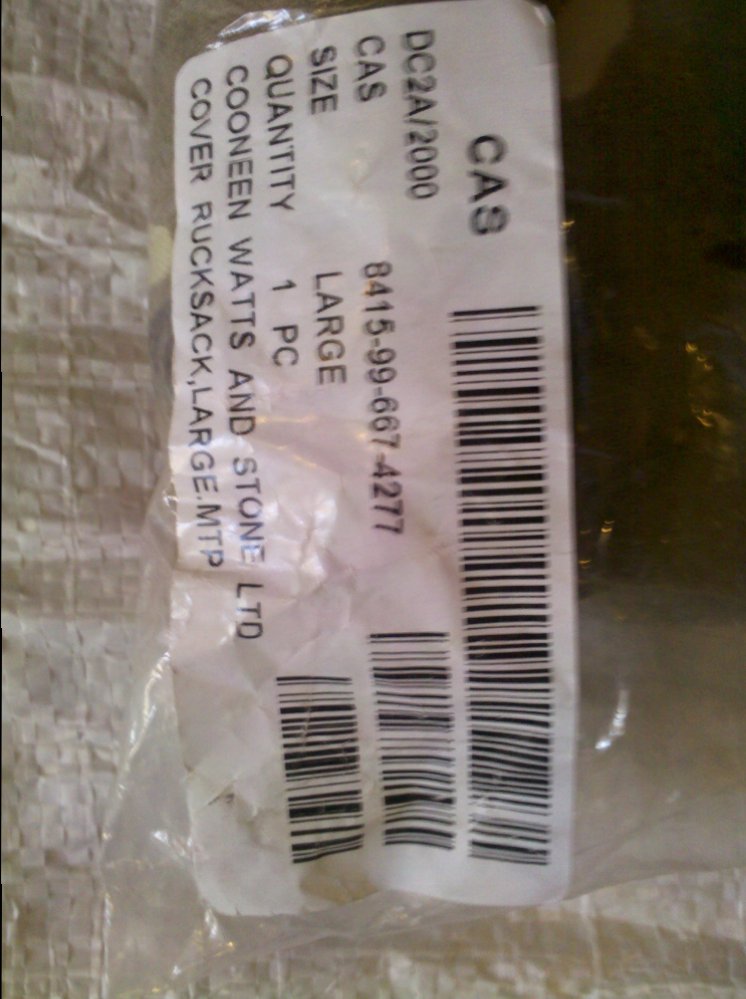 CAS
DC2A/2000
CAS 8415-99-667-4277
SIZE LARGE
QUANTITY 1 PC
COONEEN WATTS AND STONE LTD
COVER RUCKSACK,LARGE.MTP